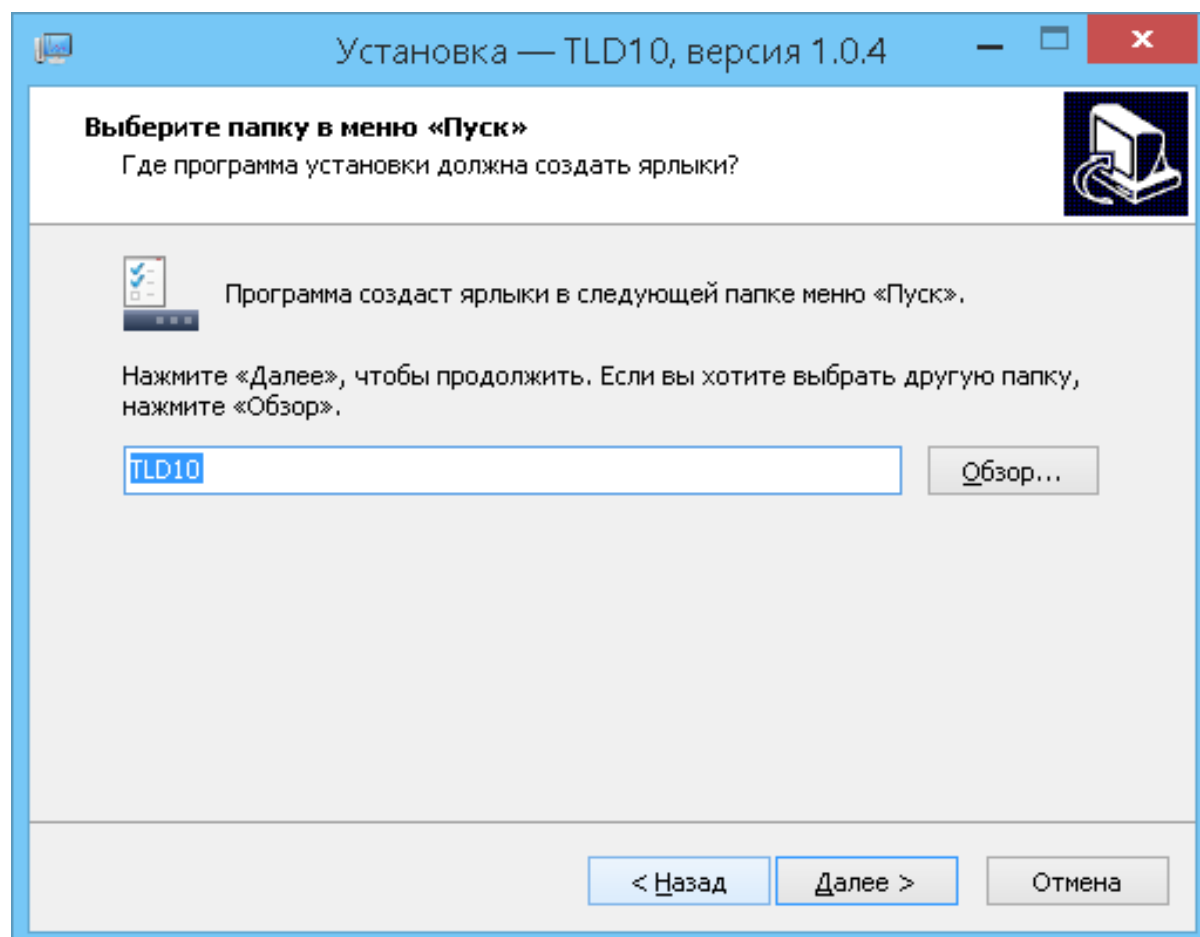 Установка — TLD10, версия 1.0.4
Выберите папку в меню «Пуск»
Где программа установки должна создать ярлыки?
Программа создаст ярлыки в следующей папке меню «Пуск».
Нажмите «Далее», чтобы продолжить. Если вы хотите выбрать другую папку,
нажмите «Обзор».
TLD10
Обзор...
< Назад
Далее >
Отмена